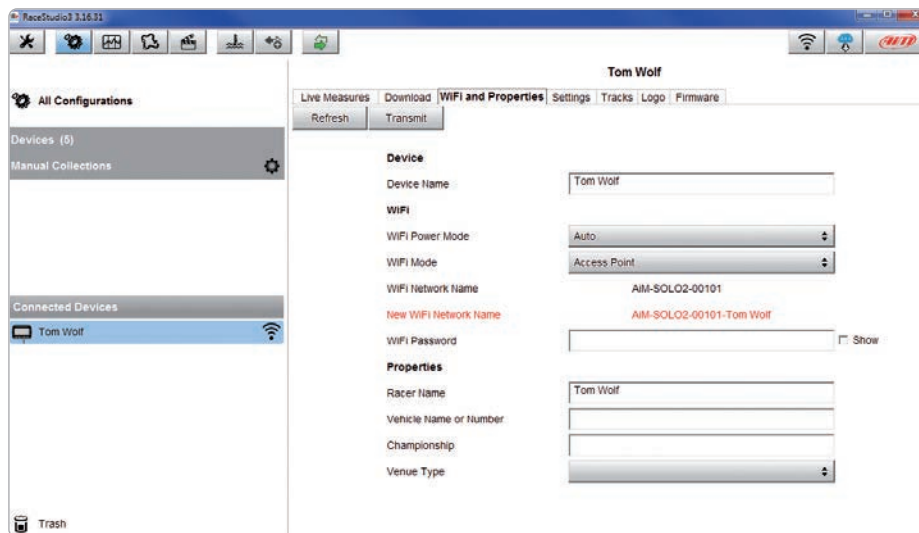 RaceStudio3 3.16.31
AiM
Tom Wolf
All Configurations
Live Measures Download WiFi and Properties Settings Tracks Logo Firmware
Refresh Transmit
Devices (5)
Manual Collections
Device
Device Name Tom Wolf
WiFi
WiFi Power Mode Auto
WiFi Mode Access Point
WiFi Network Name AiM-SOLO2-00101
Connected Devices
New WiFi Network Name AiM-SOLO2-00101-Tom Wolf
Tom Wolf
WiFi Password Show
Properties
Racer Name Tom Wolf
Vehicle Name or Number
Championship
Venue Type
Trash